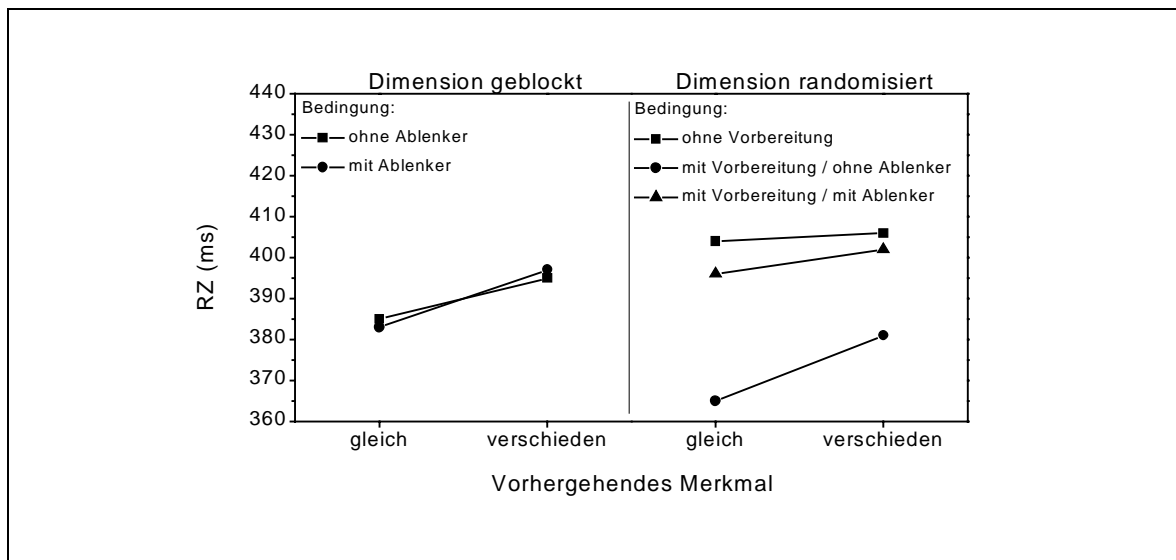 Dimension geblockt Dimension randomisiert
440
430
420
410
400
390
380
370
360
RZ (ms)
Bedingung:
ohne Ablenker
mit Ablenker
Bedingung:
ohne Vorbereitung
mit Vorbereitung / ohne Ablenker
mit Vorbereitung / mit Ablenker
gleich verschieden gleich verschieden
Vorhergehendes Merkmal